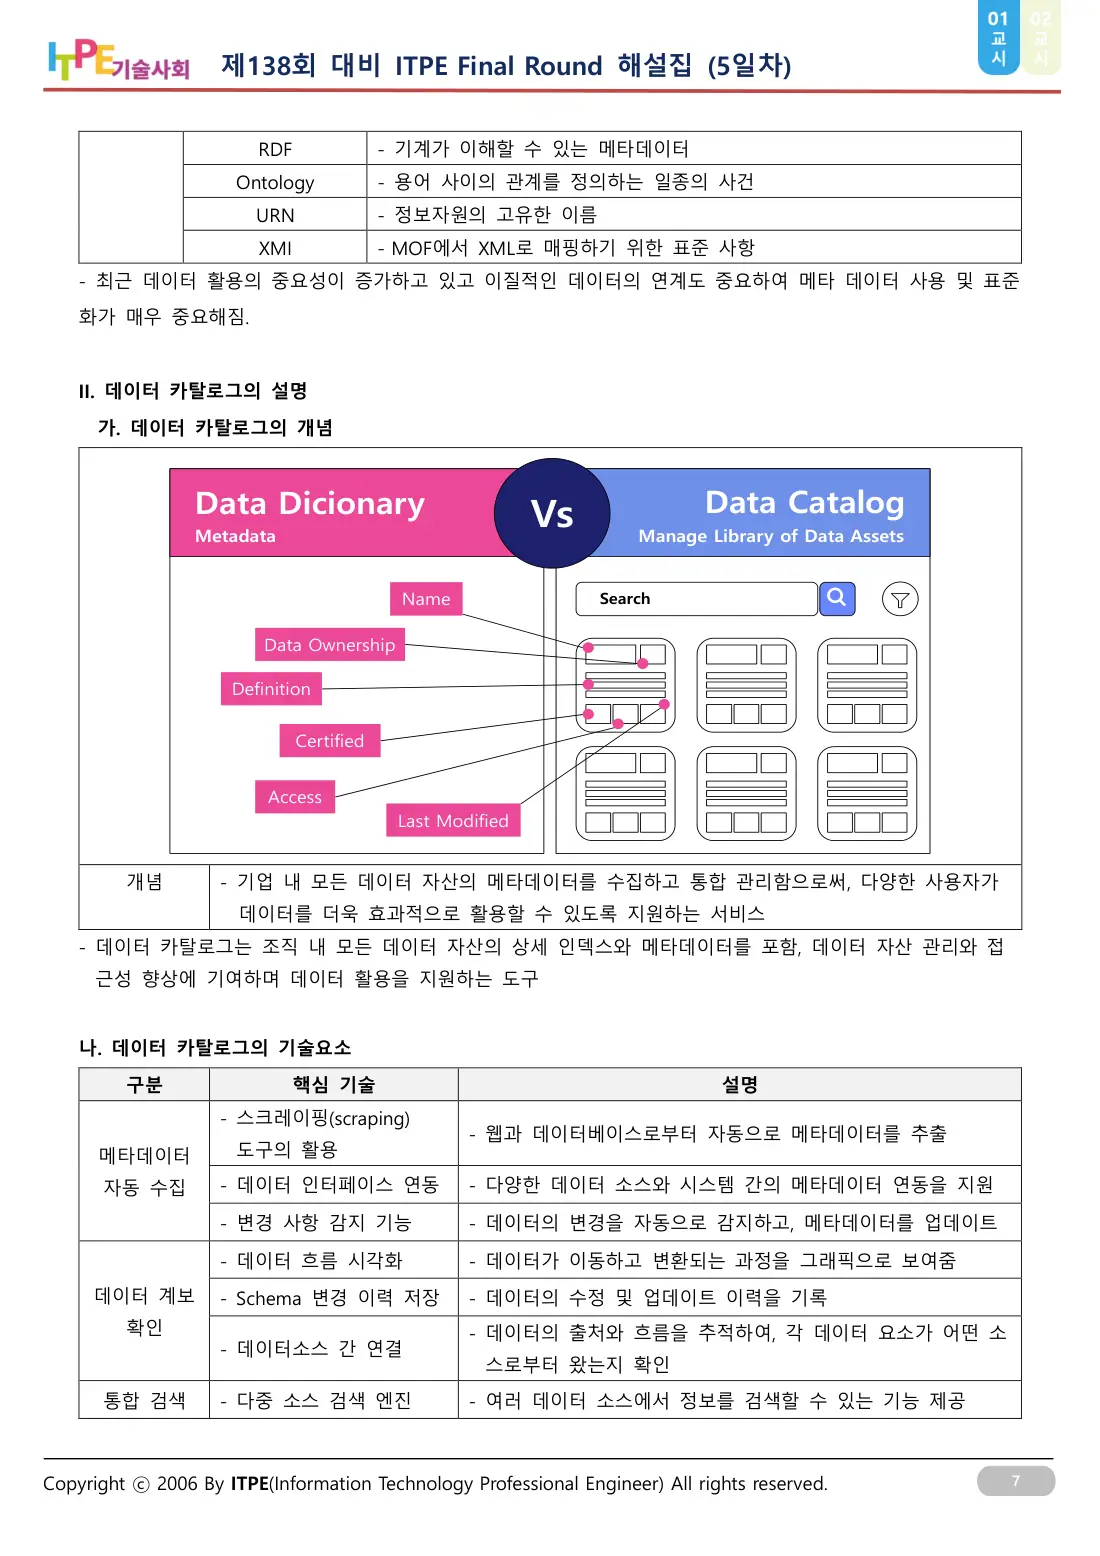 ITPE기술사회 제138회 대비 ITPE Final Round 해설집 (5일차)
01
교
시
02
교
시
RDF - 기계가 이해할 수 있는 메타데이터
Ontology - 용어 사이의 관계를 정의하는 일종의 사건
URN - 정보자원의 고유한 이름
XMI - MOF에서 XML로 매핑하기 위한 표준 사항
- 최근 데이터 활용의 중요성이 증가하고 있고 이질적인 데이터의 연계도 중요하여 메타 데이터 사용 및 표준
화가 매우 중요해짐.
II. 데이터 카탈로그의 설명
가. 데이터 카탈로그의 개념
Data Dicionary
Metadata
Vs
Data Catalog
Manage Library of Data Assets
Name
Data Ownership
Definition
Certified
Access
Last Modified
Search
개념 - 기업 내 모든 데이터 자산의 메타데이터를 수집하고 통합 관리함으로써, 다양한 사용자가
데이터를 더욱 효과적으로 활용할 수 있도록 지원하는 서비스
- 데이터 카탈로그는 조직 내 모든 데이터 자산의 상세 인덱스와 메타데이터를 포함, 데이터 자산 관리와 접
근성 향상에 기여하며 데이터 활용을 지원하는 도구
나. 데이터 카탈로그의 기술요소
구분 핵심 기술 설명
메타데이터
자동 수집
- 스크레이핑(scraping)
도구의 활용
- 웹과 데이터베이스로부터 자동으로 메타데이터를 추출
- 데이터 인터페이스 연동 - 다양한 데이터 소스와 시스템 간의 메타데이터 연동을 지원
- 변경 사항 감지 기능 - 데이터의 변경을 자동으로 감지하고, 메타데이터를 업데이트
데이터 계보
확인
- 데이터 흐름 시각화 - 데이터가 이동하고 변환되는 과정을 그래픽으로 보여줌
- Schema 변경 이력 저장 - 데이터의 수정 및 업데이트 이력을 기록
- 데이터소스 간 연결 - 데이터의 출처와 흐름을 추적하여, 각 데이터 요소가 어떤 소
스로부터 왔는지 확인
통합 검색 - 다중 소스 검색 엔진 - 여러 데이터 소스에서 정보를 검색할 수 있는 기능 제공
Copyright ⓒ 2006 By ITPE(Information Technology Professional Engineer) All rights reserved.
7